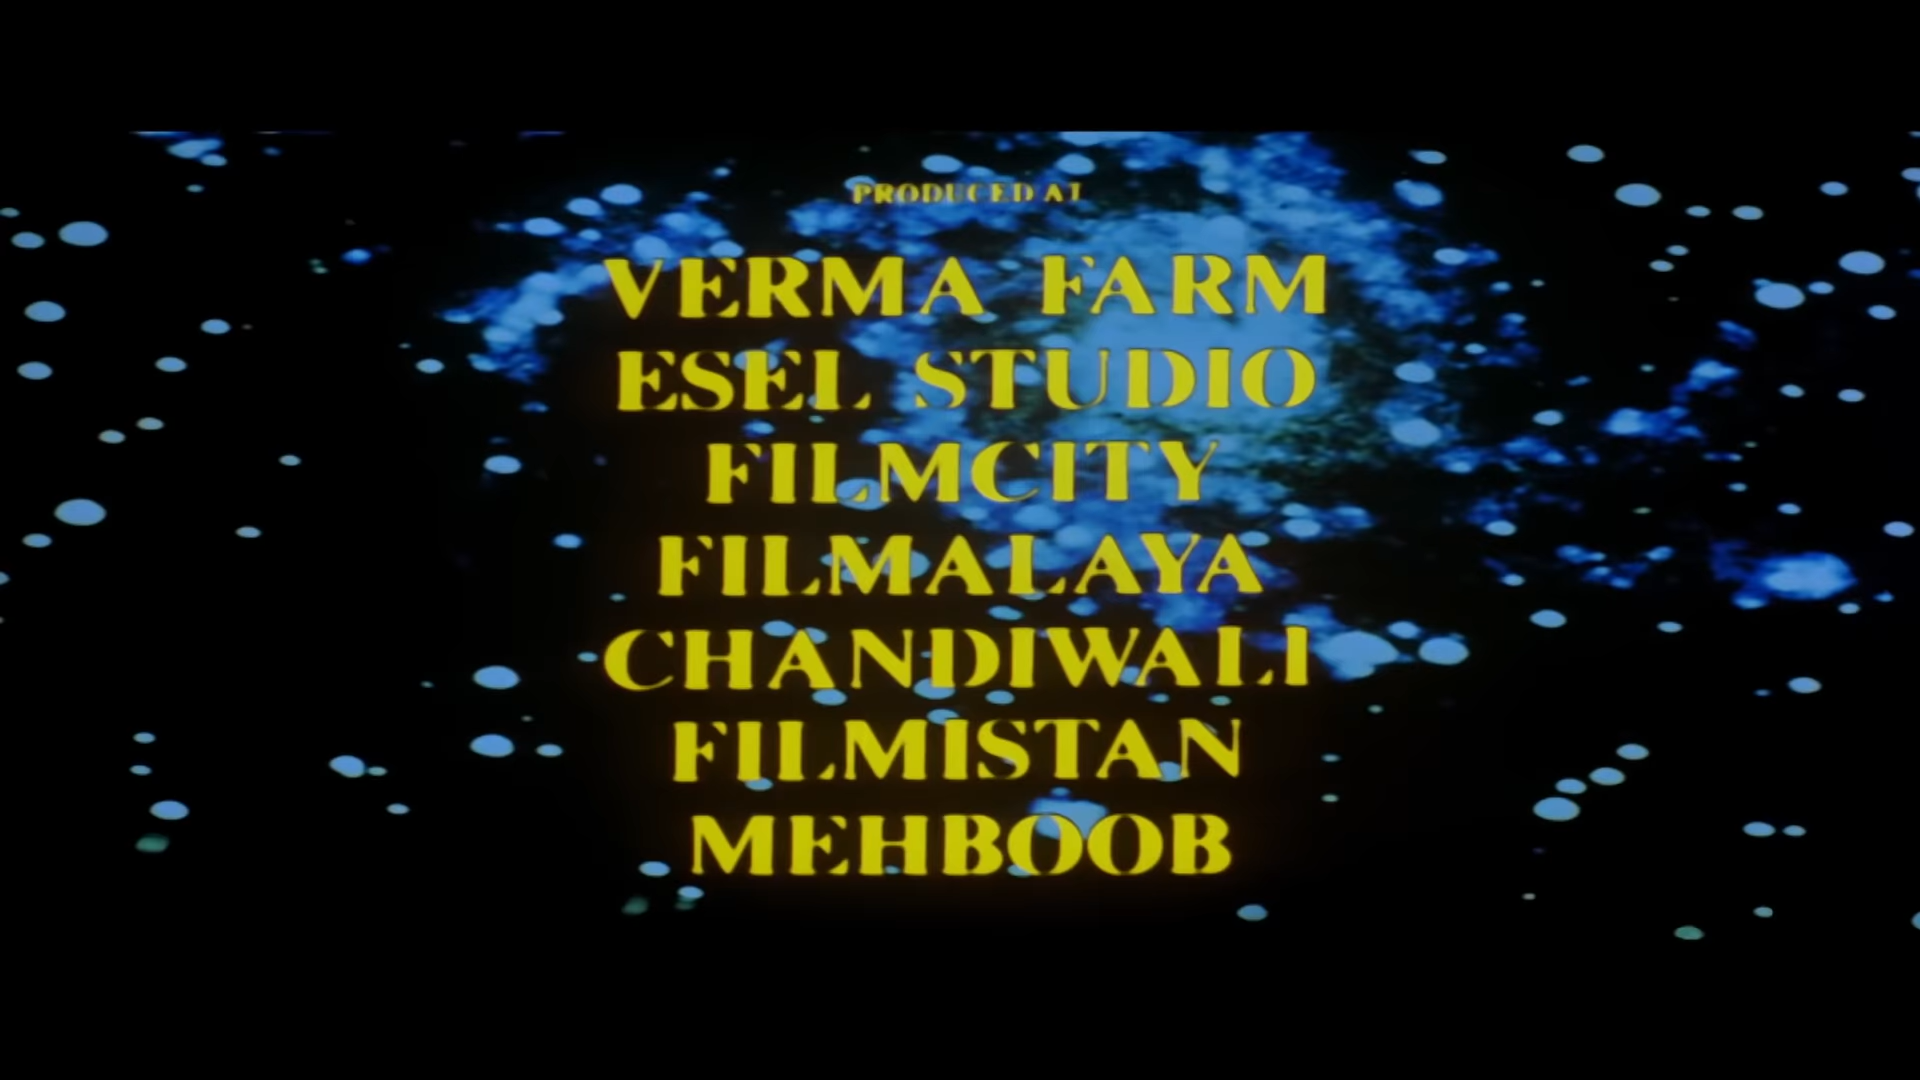 PRODUCED AT
VERMA FARM
ESEL STUDIO
FILMCITY
FILMALAYA
CHANDIWALI
FILMISTAN
MEHBOOB